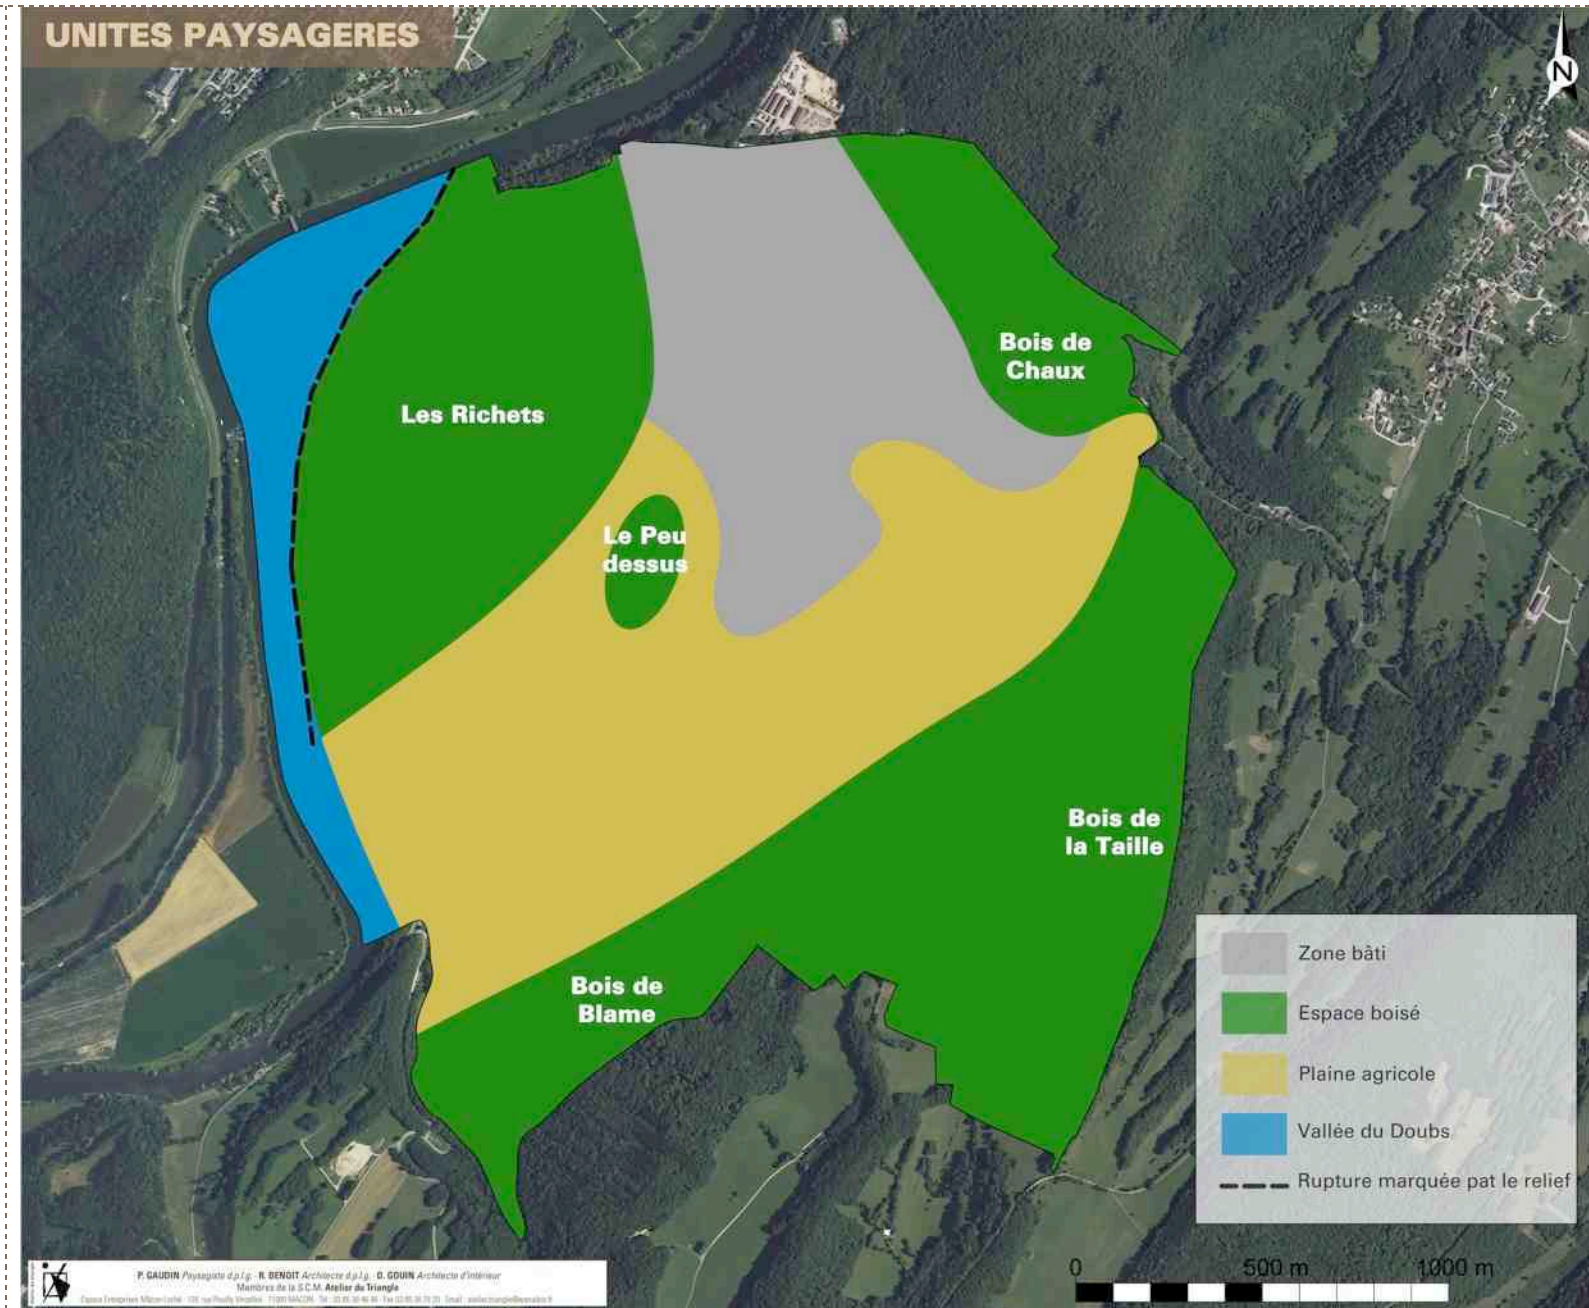 UNITES PAYSAGERES
N
Bois de
Chaux
Les Richets
Le Peu
dessus
Bois de
la Taille
Bois de
Blame
Zone bâti
Espace boisé
Plaine agricole
Vallée du Doubs
Rupture marquée pat le relief
0 500 m 1000 m
P. GAUDIN Paysagiste d.p.l.g. - R. BENOIT Architecte d.p.l.g. - D. GOUIN Architecte d'intérieur
Membres de la S.C.M. Atelier du Triangle